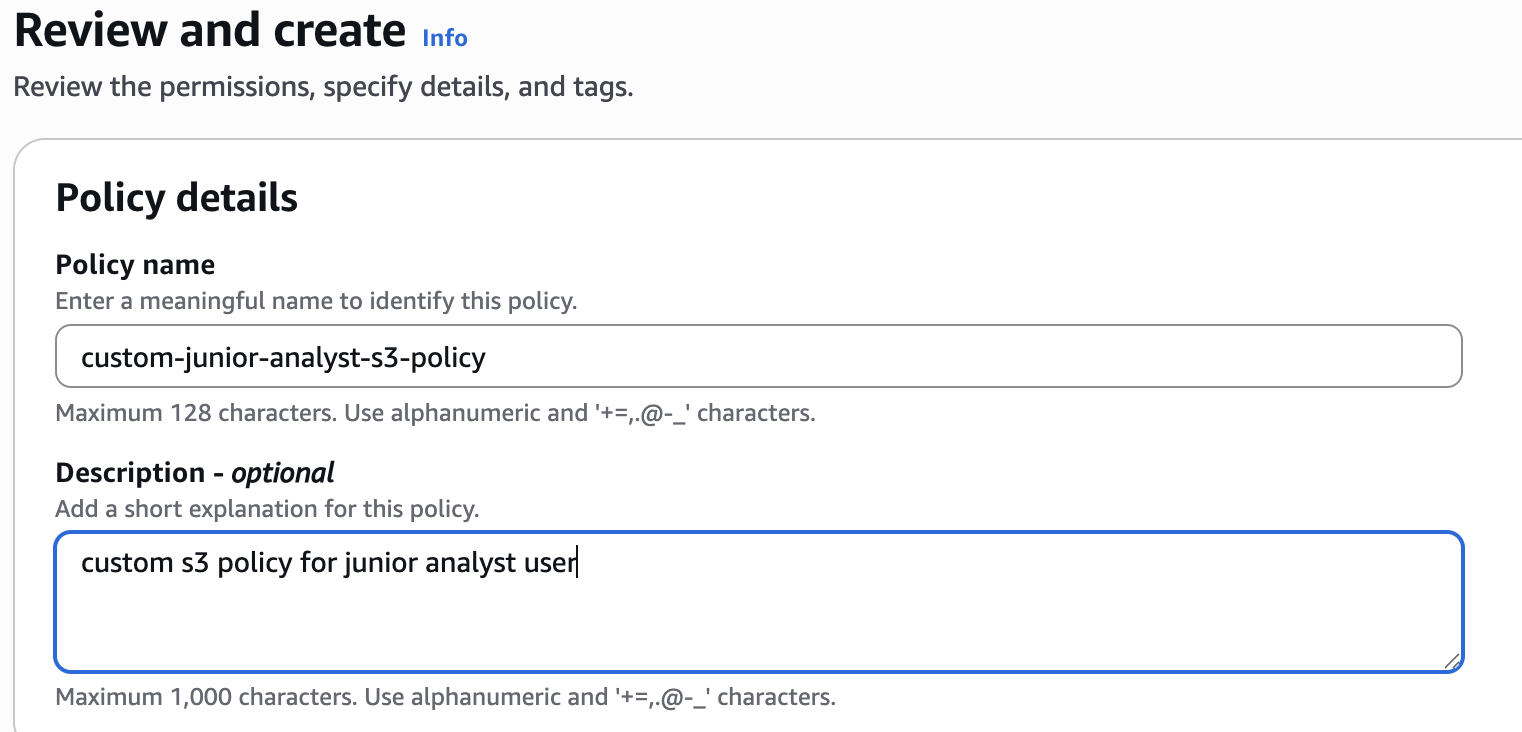 Review and create Info
Review the permissions, specify details, and tags.
Policy details
Policy name
Enter a meaningful name to identify this policy.
custom-junior-analyst-s3-policy
Maximum 128 characters. Use alphanumeric and '+=,.@-_' characters.
Description - optional
Add a short explanation for this policy.
custom s3 policy for junior analyst user
Maximum 1,000 characters. Use alphanumeric and '+=,.@-_' characters.